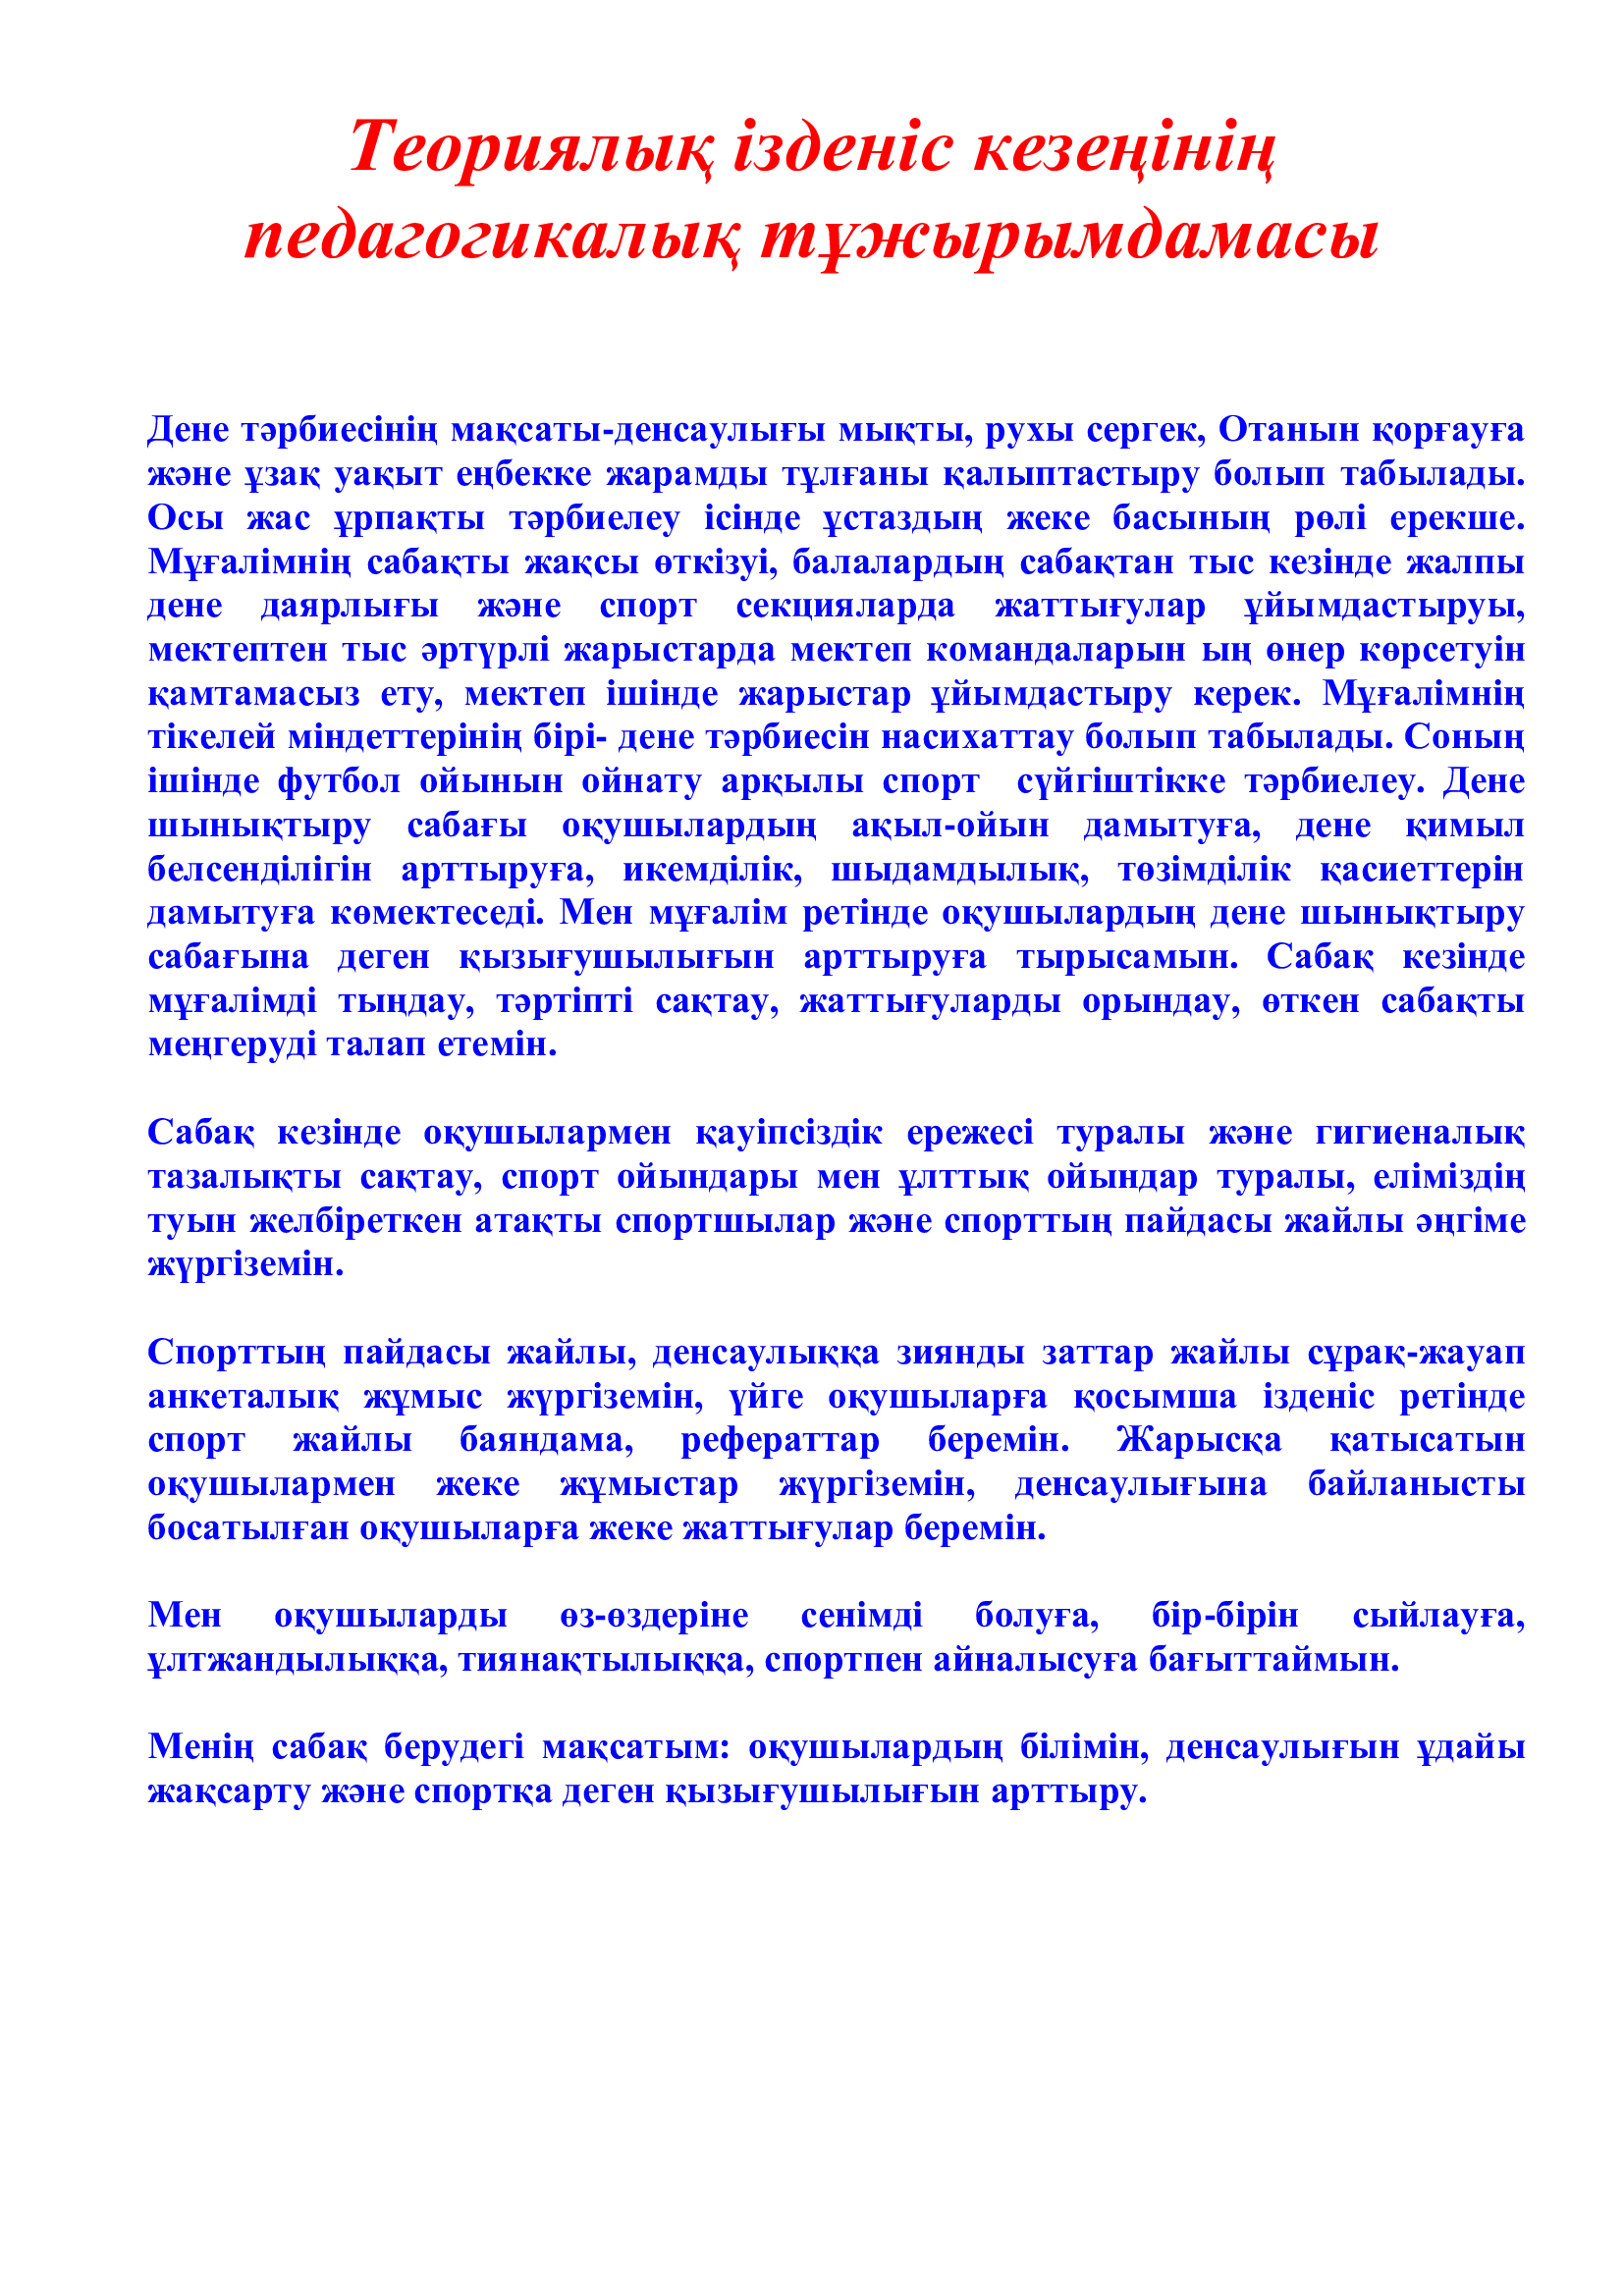 Теориялық ізденіс кезеңінің
педагогикалық тұжырымдамасы
Дене тәрбиесінің мақсаты-денсаулығы мықты, рухы сергек, Отанын қорғауға
және ұзақ уақыт еңбекке жарамды тұлғаны қалыптастыру болып табылады.
Осы жас ұрпақты тәрбиелеу ісінде ұстаздың жеке басының рөлі ерекше.
Мұғалімнің сабақты жақсы өткізуі, балалардың сабақтан тыс кезінде жалпы
дене даярлығы және спорт секцияларда жаттығулар ұйымдастыруы,
мектептен тыс әртүрлі жарыстарда мектеп командаларын ың өнер көрсетуін
қамтамасыз ету, мектеп ішінде жарыстар ұйымдастыру керек. Мұғалімнің
тікелей міндеттерінің бірі- дене тәрбиесін насихаттау болып табылады. Соның
ішінде футбол ойынын ойнату арқылы спорт  сүйгіштікке тәрбиелеу. Дене
шынықтыру сабағы оқушылардың ақыл-ойын дамытуға, дене қимыл
белсенділігін арттыруға, икемділік, шыдамдылық, төзімділік қасиеттерін
дамытуға көмектеседі. Мен мұғалім ретінде оқушылардың дене шынықтыру
сабағына деген қызығушылығын арттыруға тырысамын. Сабақ кезінде
мұғалімді тыңдау, тәртіпті сақтау, жаттығуларды орындау, өткен сабақты
меңгеруді талап етемін.
Сабақ кезінде оқушылармен қауіпсіздік ережесі туралы және гигиеналық
тазалықты сақтау, спорт ойындары мен ұлттық ойындар туралы, еліміздің
туын желбіреткен атақты спортшылар және спорттың пайдасы жайлы әңгіме
жүргіземін.
Спорттың пайдасы жайлы, денсаулыққа зиянды заттар жайлы сұрақ-жауап
анкеталық жұмыс жүргіземін, үйге оқушыларға қосымша ізденіс ретінде
спорт жайлы баяндама, рефераттар беремін. Жарысқа қатысатын
оқушылармен жеке жұмыстар жүргіземін, денсаулығына байланысты
босатылған оқушыларға жеке жаттығулар беремін.
Мен оқушыларды өз-өздеріне сенімді болуға, бір-бірін сыйлауға,
ұлтжандылыққа, тиянақтылыққа, спортпен айналысуға бағыттаймын.
Менің сабақ берудегі мақсатым: оқушылардың білімін, денсаулығын ұдайы
жақсарту және спортқа деген қызығушылығын арттыру.